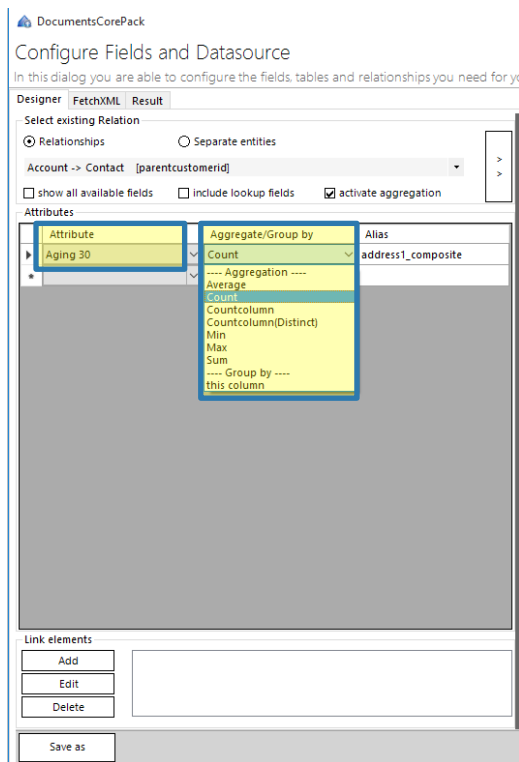 DocumentsCorePack
Configure Fields and Datasource
In this dialog you are able to configure the fields, tables and relationships you need for yo
Designer FetchXML Result
Select existing Relation
Relationships Separate entities
Account -> Contact [parentcustomerid]
> >
show all available fields include lookup fields activate aggregation
Attributes
Attribute Aggregate/Group by Alias
Aging 30 Count address1_composite
*
---- Aggregation ----
Average
Count
Countcolumn
Countcolumn(Distinct)
Min
Max
Sum
---- Group by ----
this column
Link elements
Add
Edit
Delete
Save as